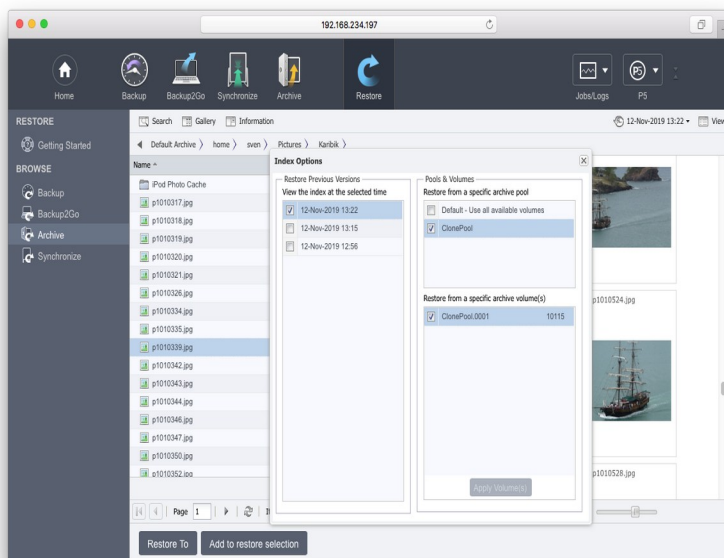 192.168.234.197
Home
Backup
Backup2Go
Synchronize
Archive
Restore
Jobs/Logs
P5
P5
RESTORE
Getting Started
BROWSE
Backup
Backup2Go
Archive
Synchronize
Search
Gallery
Information
12-Nov-2019 13:22
View
Default Archive
home
sven
Pictures
Karibik
Name
iPod Photo Cache
p1010317.jpg
p1010318.jpg
p1010319.jpg
p1010320.jpg
p1010321.jpg
p1010326.jpg
p1010334.jpg
p1010335.jpg
p1010339.jpg
p1010342.jpg
p1010343.jpg
p1010344.jpg
p1010346.jpg
p1010347.jpg
p1010350.jpg
p1010352.jpg
Index Options
Restore Previous Versions
View the index at the selected time
12-Nov-2019 13:22
12-Nov-2019 13:15
12-Nov-2019 12:56
Pools & Volumes
Restore from a specific archive pool
Default - Use all available volumes
ClonePool
Restore from a specific archive volume(s)
ClonePool.0001 10115
Apply Volume(s)
p1010524.jpg
p1010528.jpg
Page 1
Restore To
Add to restore selection